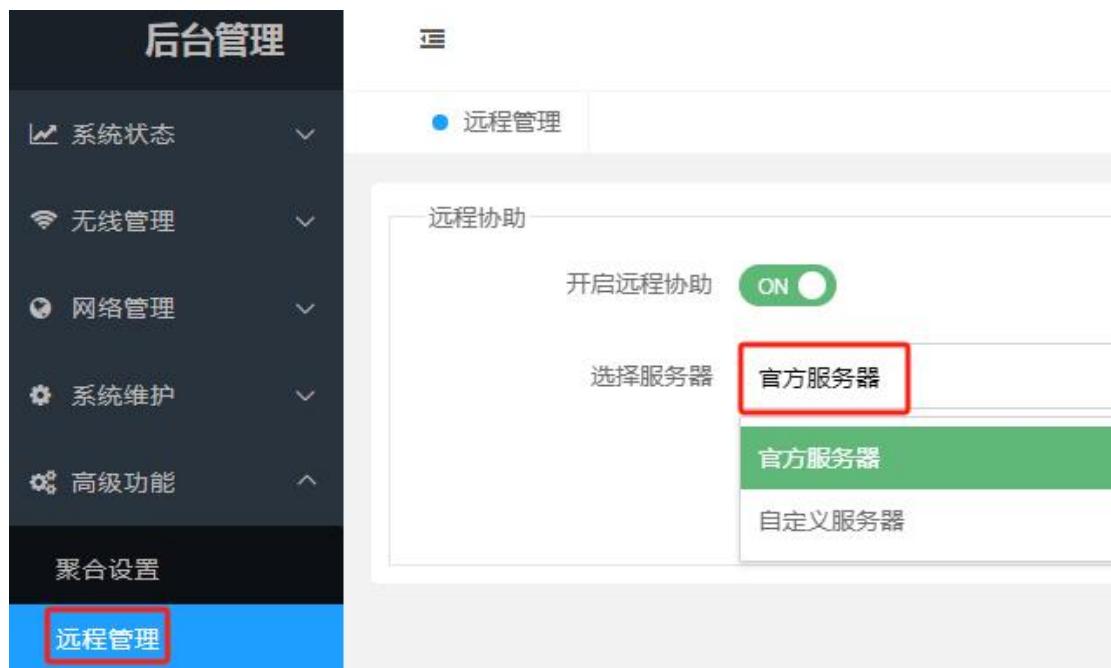 后台管理
系统状态
无线管理
网络管理
系统维护
高级功能
聚合设置
远程管理
远程管理
远程协助
开启远程协助 ON
选择服务器 官方服务器
官方服务器
自定义服务器